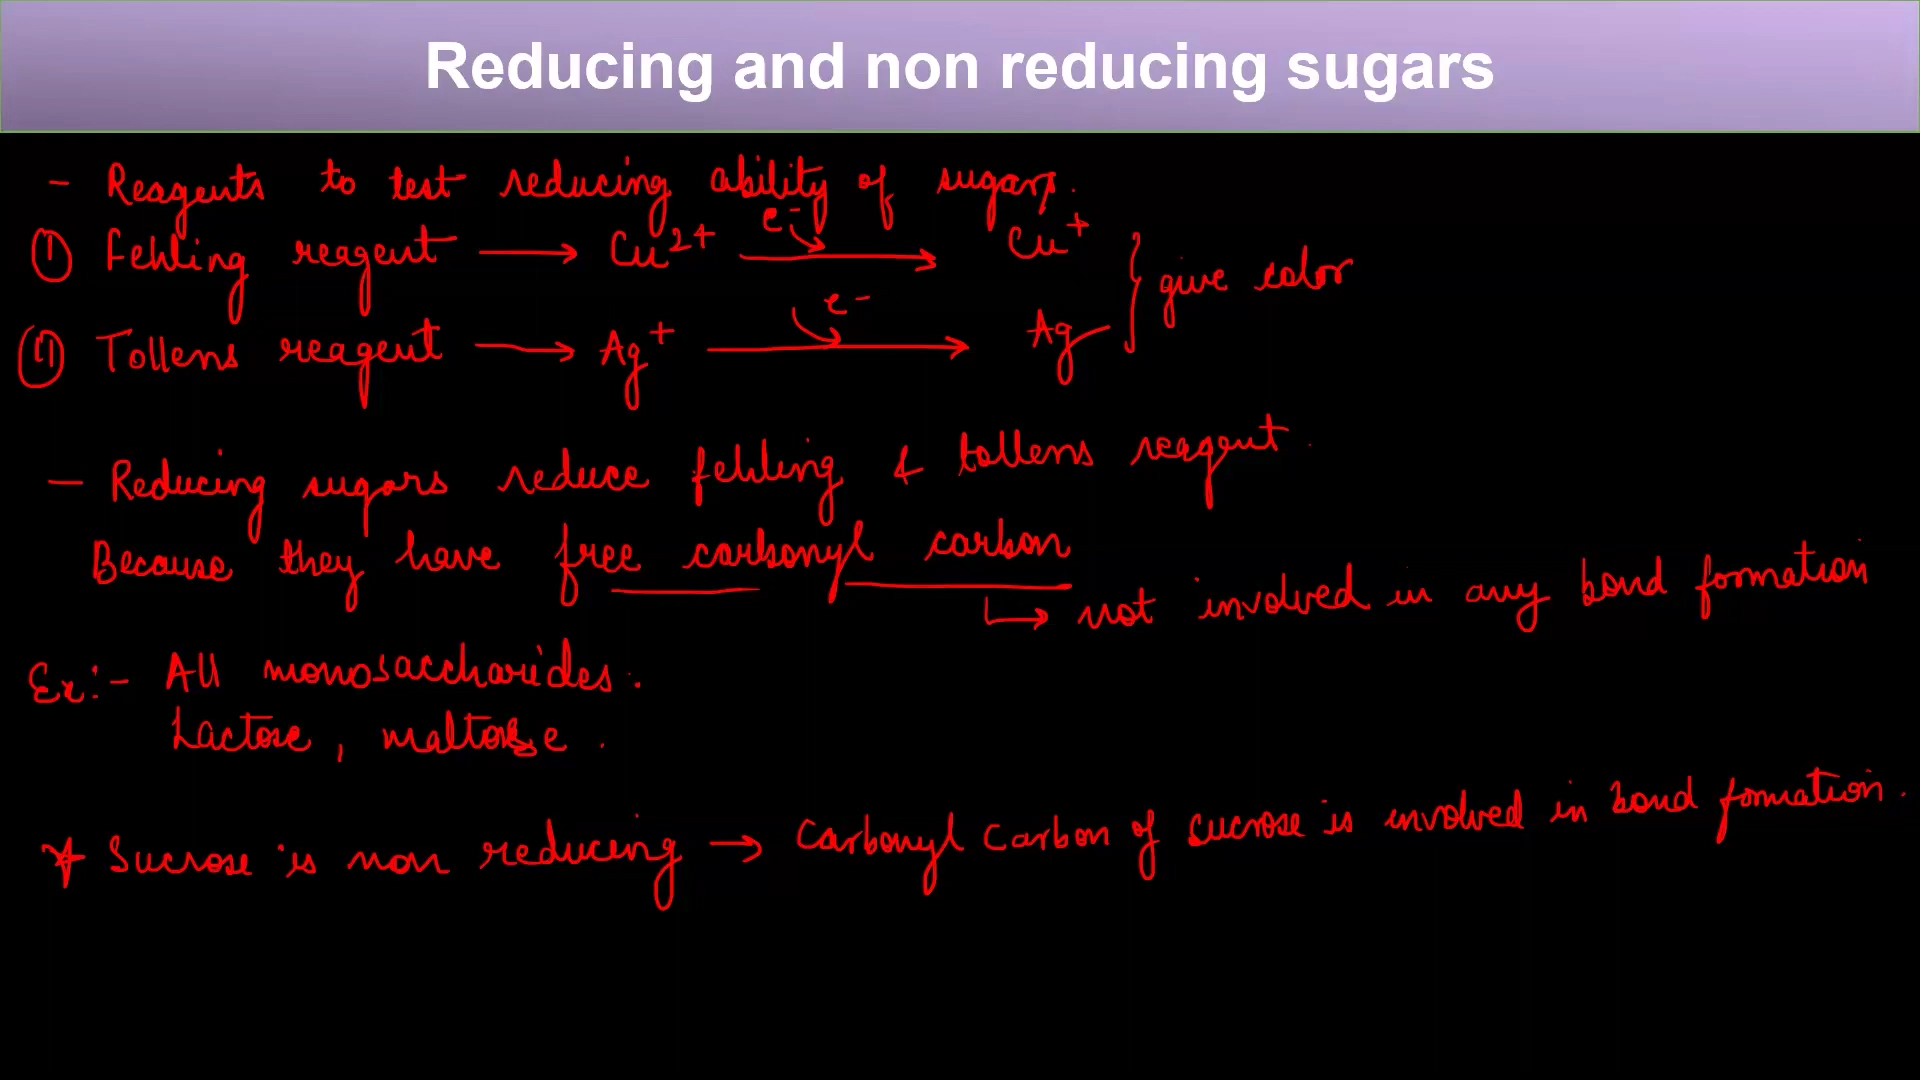 Reducing and non reducing sugars
- Reagents to test reducing ability of sugars.
① Fehling reagent → Cu²⁺ e⁻ → Cu⁺
} give color
② Tollens reagent → Ag⁺ e⁻ → Ag
- Reducing sugars reduce fehling & tollens reagent.
Because they have free carbonyl carbon
↳ not involved in any bond formation
Ex:- All monosaccharides.
Lactose, maltose.
* Sucrose is non reducing → Carbonyl Carbon of sucrose is involved in bond formation.